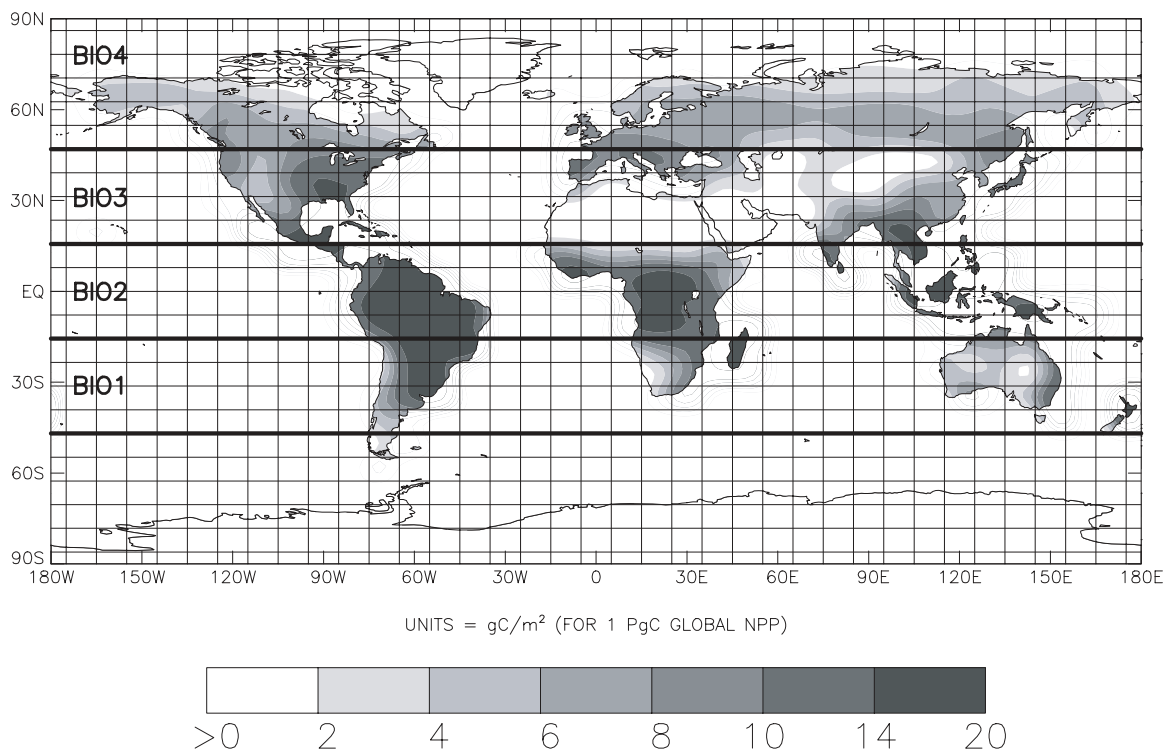 90N
BIO4
60N
BIO3
30N
BIO2
EQ
BIO1
30S
60S
90S
180W 150W 120W 90W 60W 30W 0 30E 60E 90E 120E 150E 180E
UNITS = gC/m² (FOR 1 PgC GLOBAL NPP)
>0 2 4 6 8 10 14 20